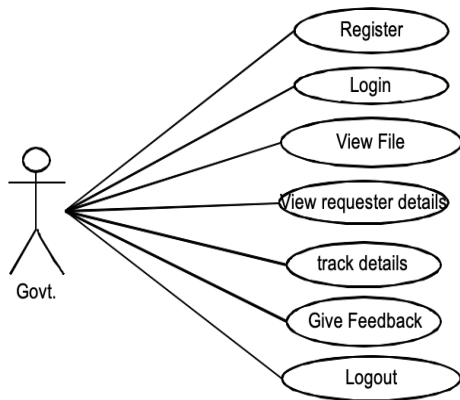 Register
Login
View File
View requester details
track details
Govt.
Give Feedback
Logout